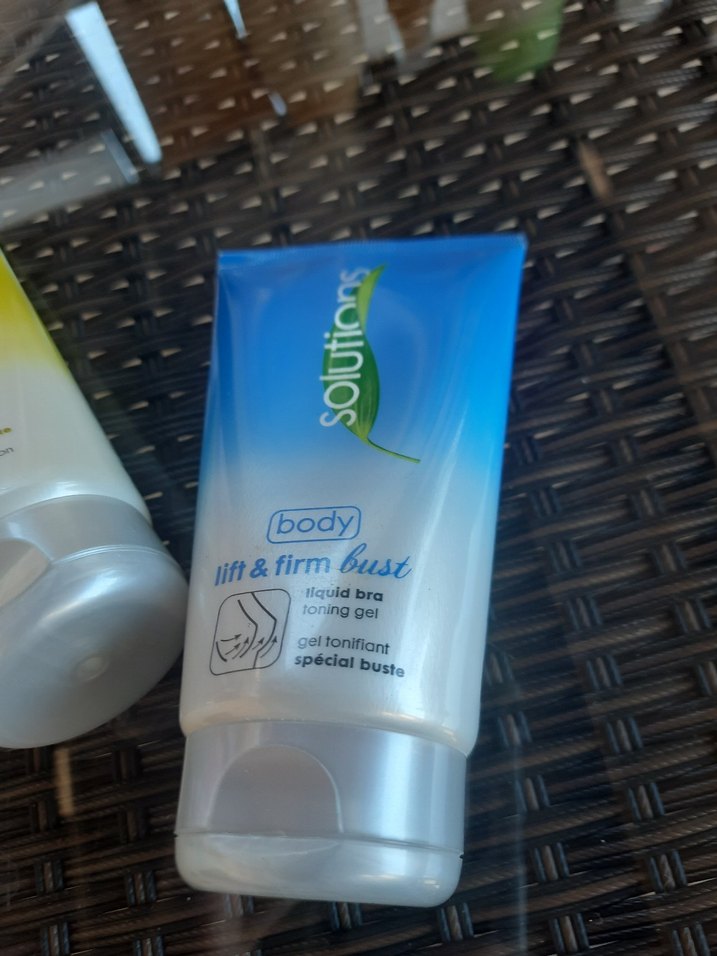 solutions
body
lift & firm bust
liquid bra
toning gel
gel tonifiant
spécial buste